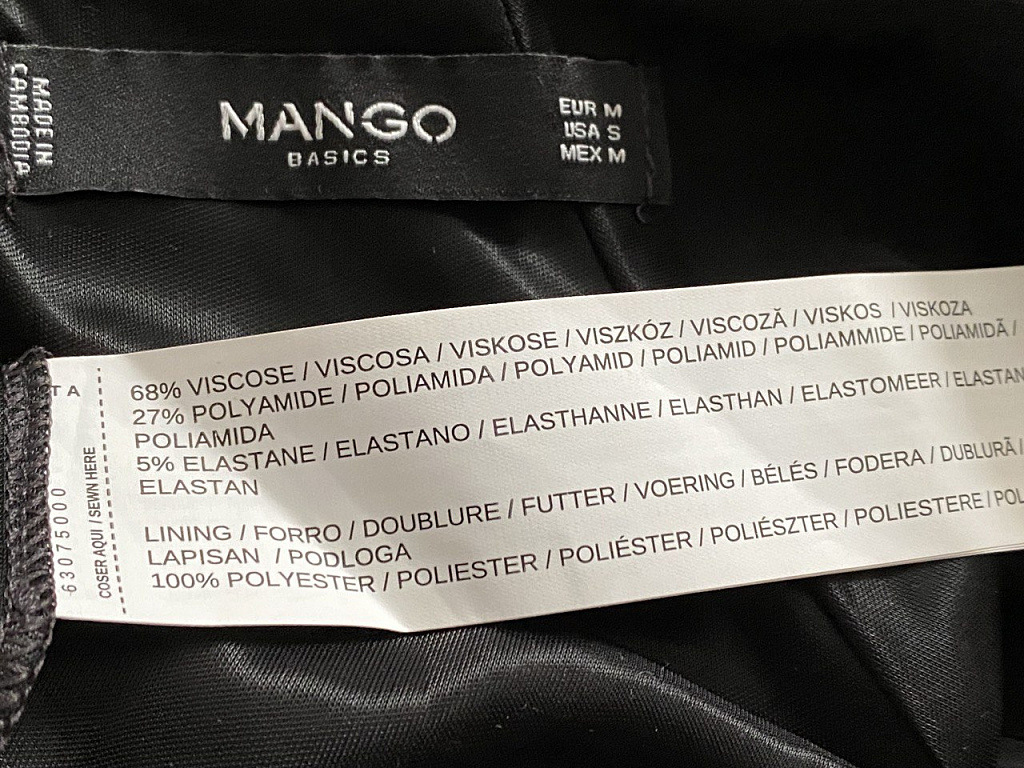 MADE IN
CAMBODIA
MANGO
BASICS
EUR M
USA S
MEX M
68% VISCOSE / VISCOSA / VISKOSE / VISZKÓZ / VISCOZĂ / VISKOS / VISKOZA
27% POLYAMIDE / POLIAMIDA / POLYAMID / POLIAMID / POLIAMMIDE / POLIAMIDĂ /
POLIAMIDA
5% ELASTANE / ELASTANO / ELASTHANNE / ELASTHAN / ELASTOMEER / ELASTAN
ELASTAN
LINING / FORRO / DOUBLURE / FUTTER / VOERING / BÉLÉS / FODERA / DUBLURĂ /
LAPISAN / PODLOGA
100% POLYESTER / POLIESTER / POLIÉSTER / POLIÉSZTER / POLIESTERE / POL
TA
63075000
COSER AQUI / SEWN HERE